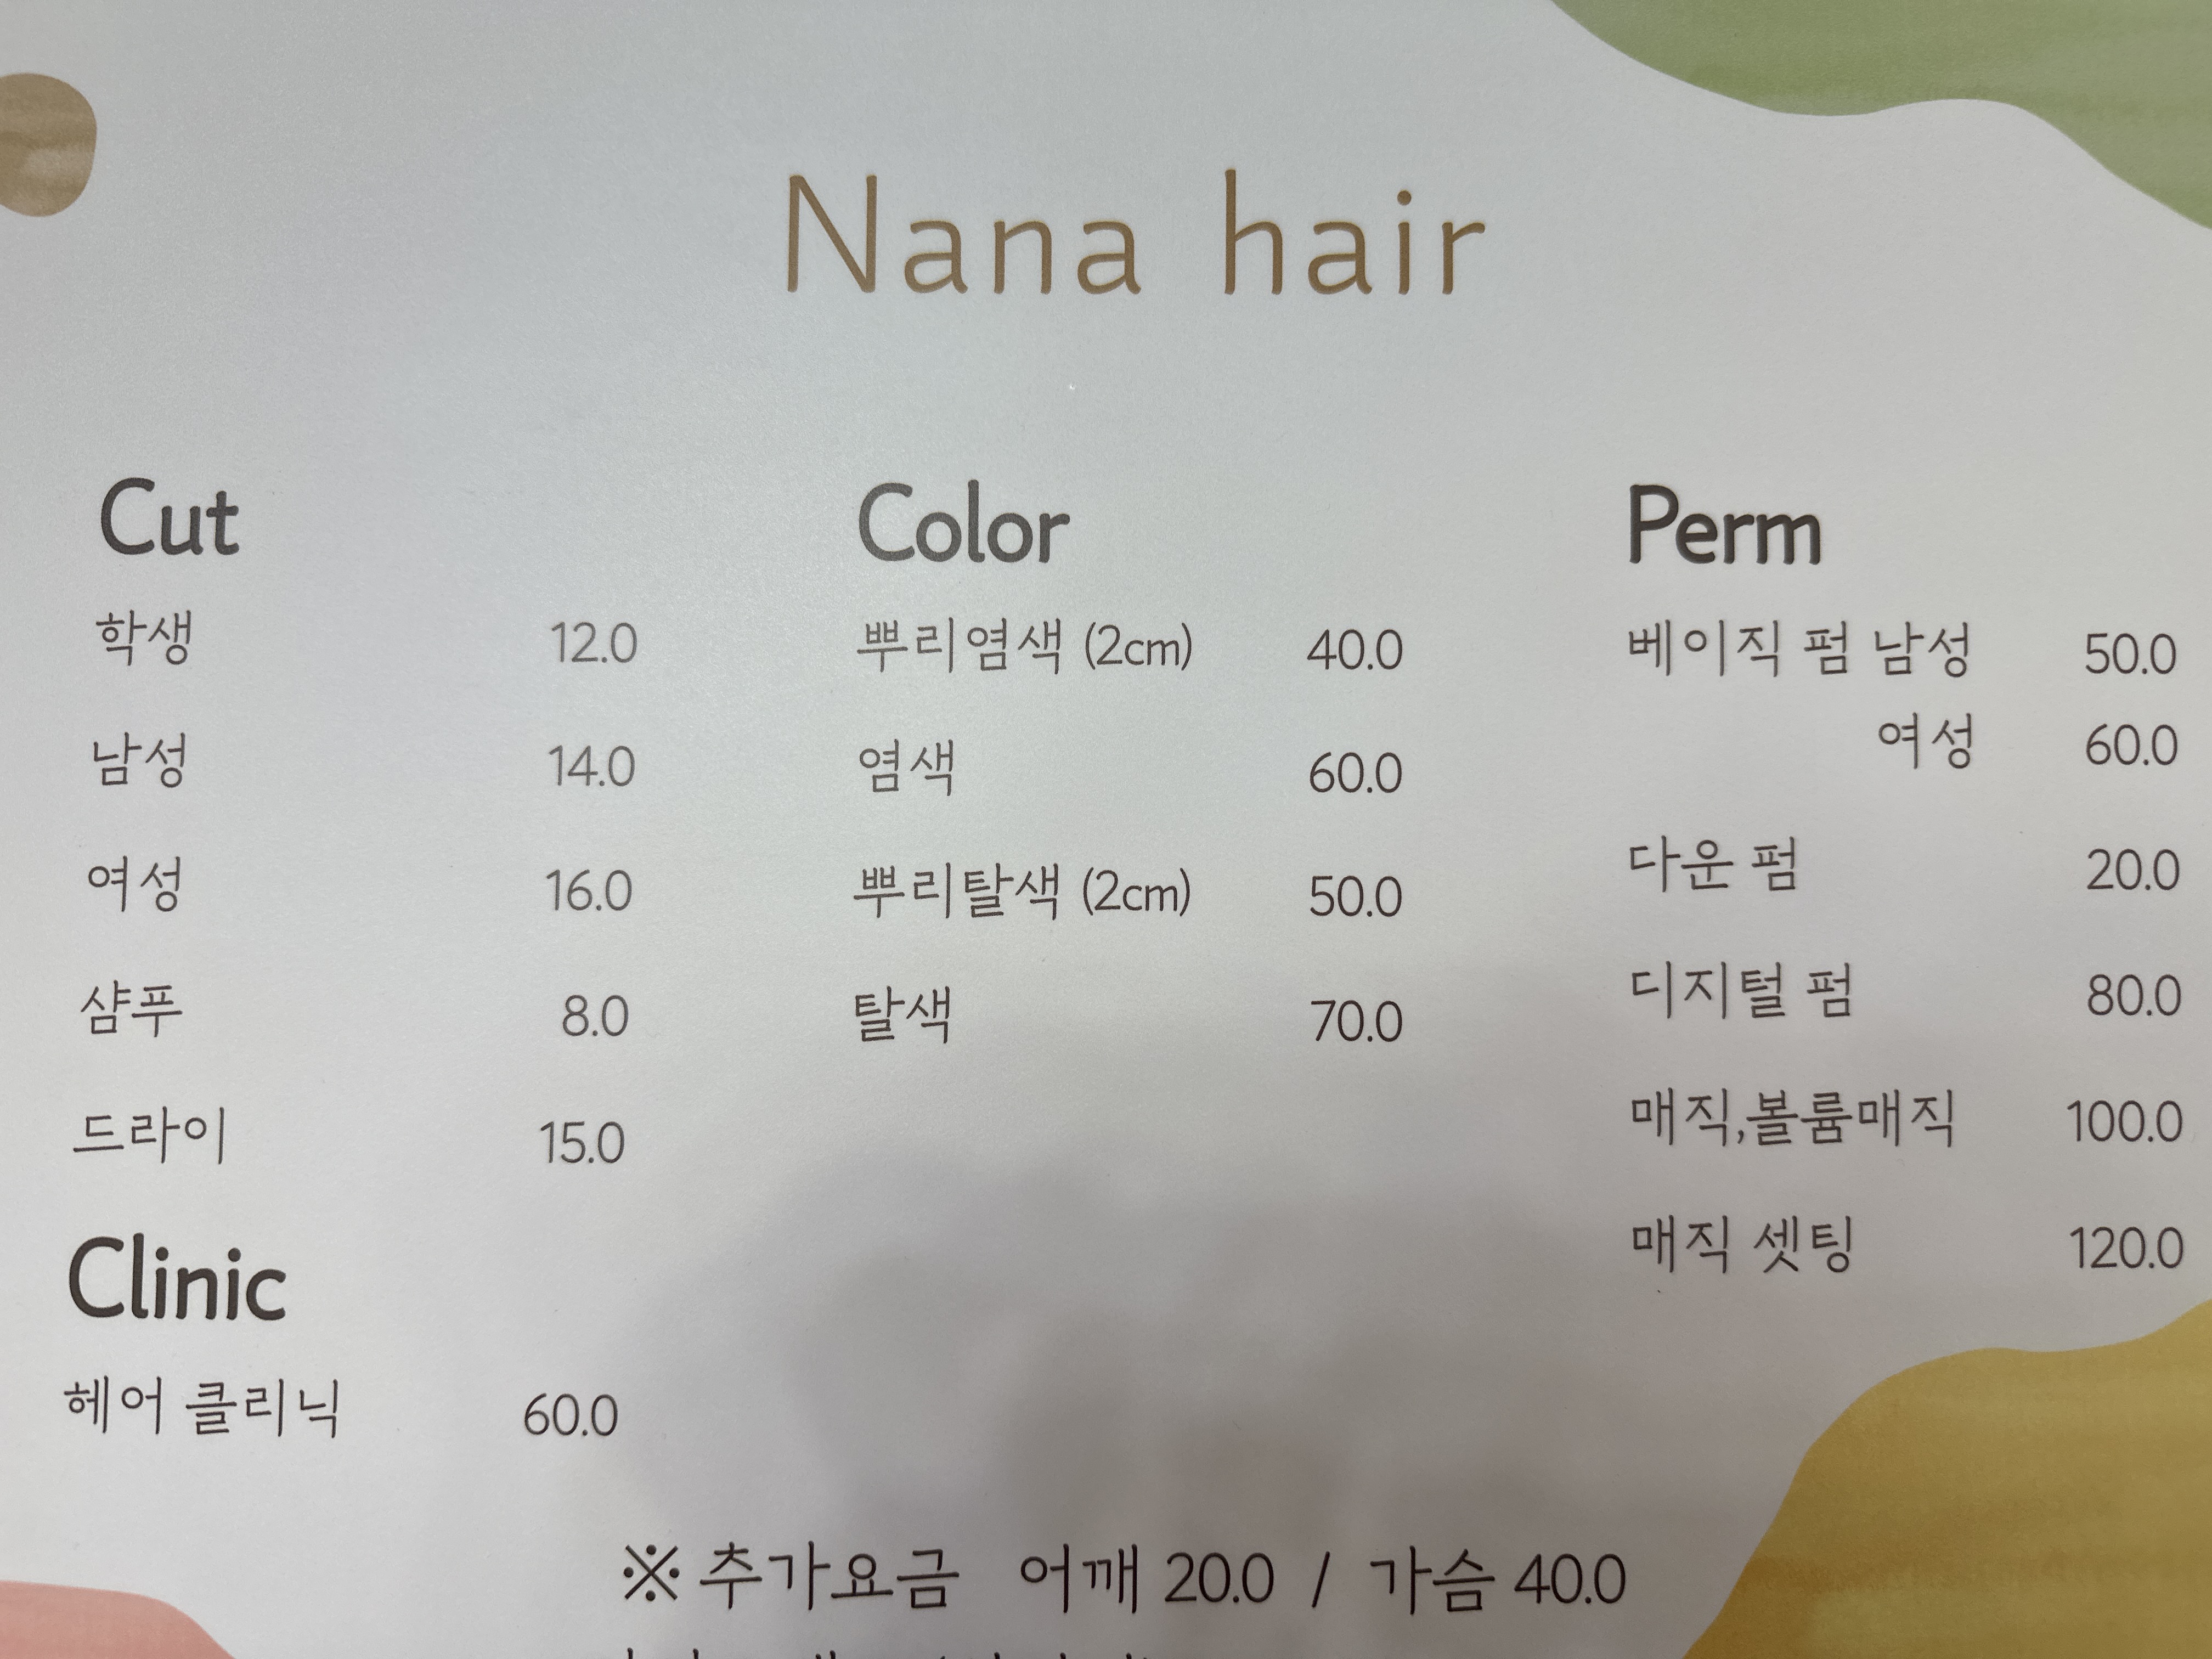 Nana hair
Cut
학생 12.0
남성 14.0
여성 16.0
샴푸 8.0
드라이 15.0
Clinic
헤어 클리닉 60.0
Color
뿌리염색 (2cm) 40.0
염색 60.0
뿌리탈색 (2cm) 50.0
탈색 70.0
Perm
베이직 펌 남성 50.0
여성 60.0
다운 펌 20.0
디지털 펌 80.0
매직,볼륨매직 100.0
매직 셋팅 120.0
※ 추가요금 어깨 20.0 / 가슴 40.0